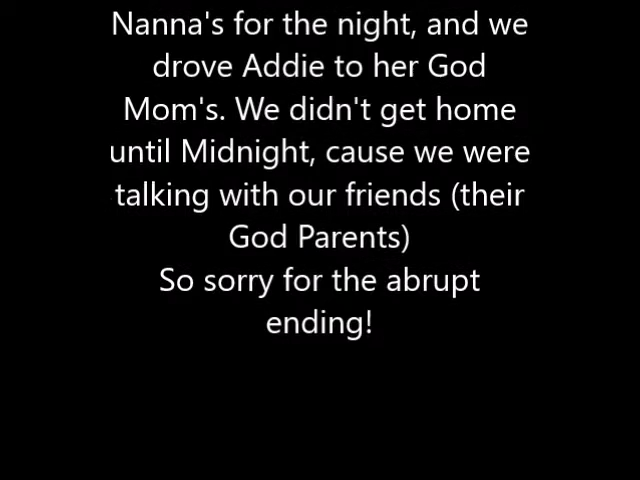 Nanna's for the night, and we
drove Addie to her God
Mom's. We didn't get home
until Midnight, cause we were
talking with our friends (their
God Parents)
So sorry for the abrupt
ending!